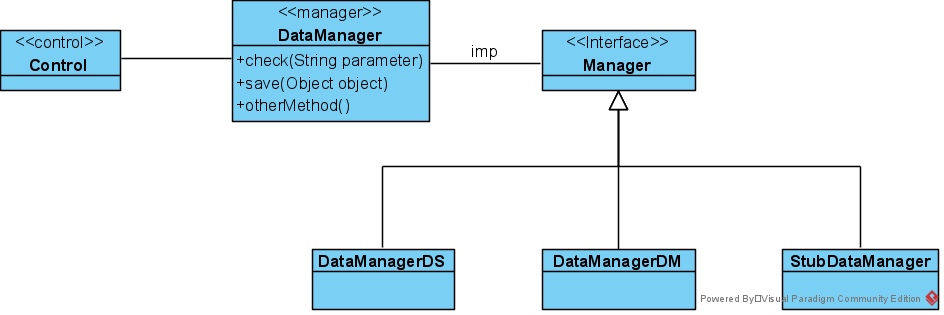 <<manager>>
DataManager
+check(String parameter)
+save(Object object)
+otherMethod()
<<control>>
Control
imp
<<Interface>>
Manager
DataManagerDS
DataManagerDM
StubDataManager
Powered By□Visual Paradigm Community Edition